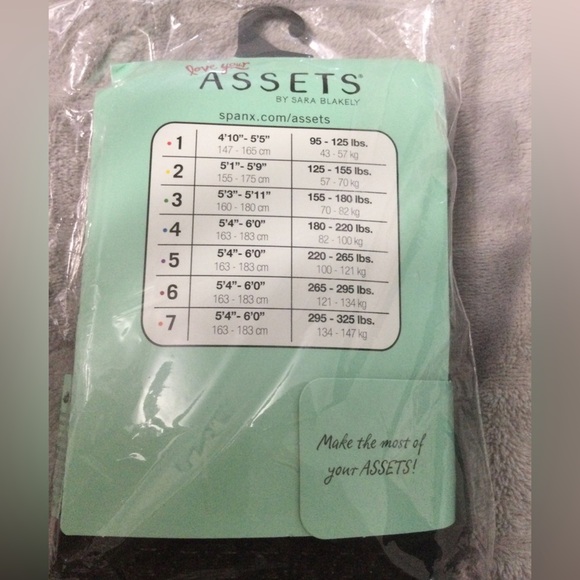 love your
ASSETS®
BY SARA BLAKELY
spanx.com/assets
1 4'10"- 5'5" 95 - 125 lbs.
147 - 165 cm 43 - 57 kg
2 5'1"- 5'9" 125 - 155 lbs.
155 - 175 cm 57 - 70 kg
3 5'3"- 5'11" 155 - 180 lbs.
160 - 180 cm 70 - 82 kg
4 5'4"- 6'0" 180 - 220 lbs.
163 - 183 cm 82 - 100 kg
5 5'4"- 6'0" 220 - 265 lbs.
163 - 183 cm 100 - 121 kg
6 5'4"- 6'0" 265 - 295 lbs.
163 - 183 cm 121 - 134 kg
7 5'4"- 6'0" 295 - 325 lbs.
163 - 183 cm 134 - 147 kg
Make the most of
your ASSETS!